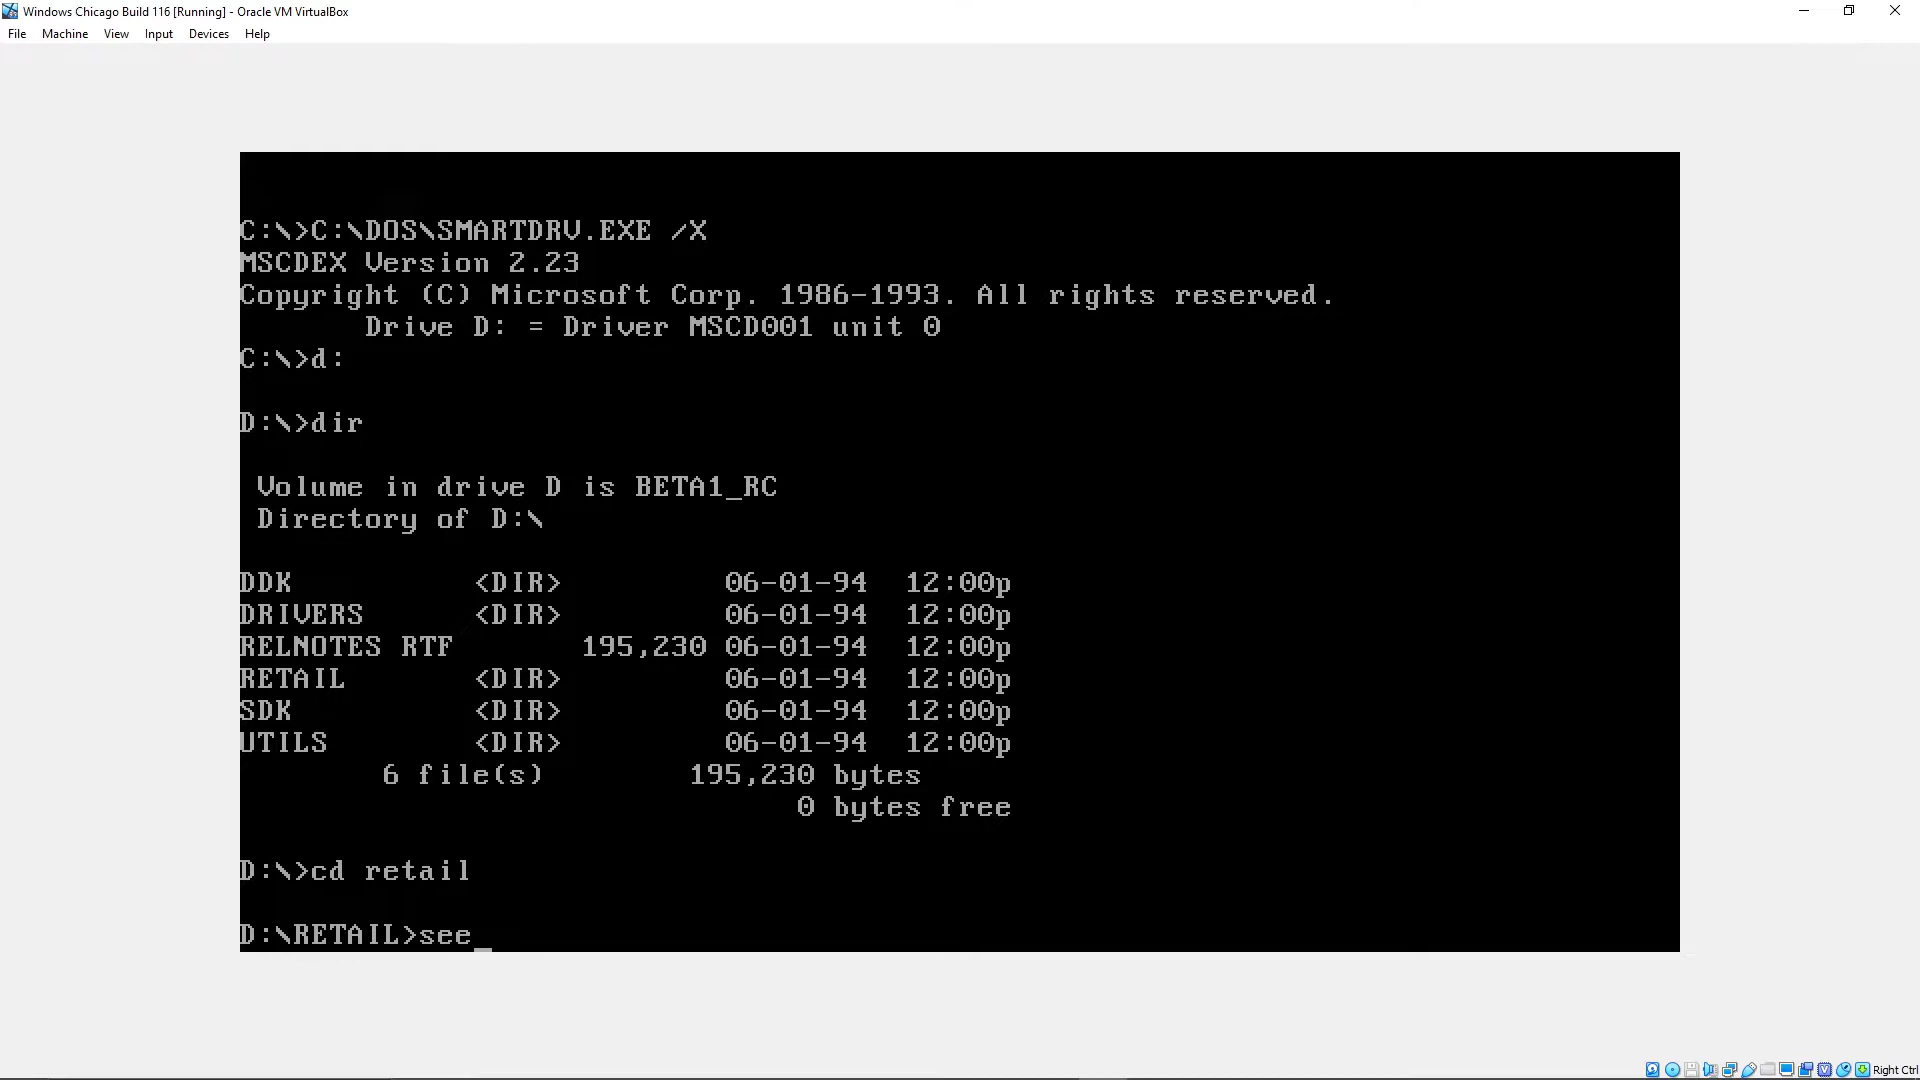 Windows Chicago Build 116 [Running] - Oracle VM VirtualBox
File Machine View Input Devices Help
C:\>C:\DOS\SMARTDRV.EXE /X
MSCDEX Version 2.23
Copyright (C) Microsoft Corp. 1986-1993. All rights reserved.
Drive D: = Driver MSCD001 unit 0
C:\>d:
D:\>dir
Volume in drive D is BETA1_RC
Directory of D:\
DDK <DIR> 06-01-94 12:00p
DRIVERS <DIR> 06-01-94 12:00p
RELNOTES RTF 195,230 06-01-94 12:00p
RETAIL <DIR> 06-01-94 12:00p
SDK <DIR> 06-01-94 12:00p
UTILS <DIR> 06-01-94 12:00p
6 file(s) 195,230 bytes
0 bytes free
D:\>cd retail
D:\RETAIL>see_
Right Ctrl